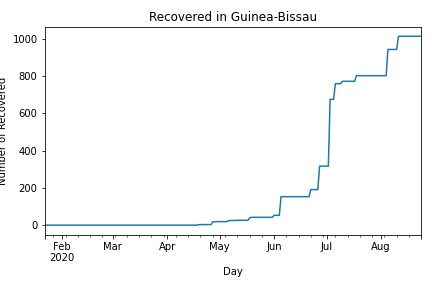 Recovered in Guinea-Bissau
1000
800
600
400
200
0
Number of Recovered
Feb Mar Apr May Jun Jul Aug
2020
Day